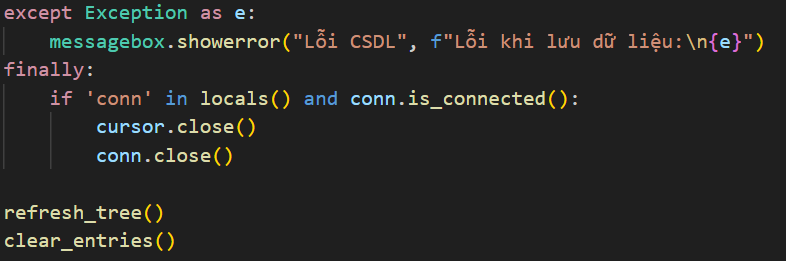 except Exception as e:
    messagebox.showerror("Lỗi CSDL", f"Lỗi khi lưu dữ liệu:\n{e}")
finally:
    if 'conn' in locals() and conn.is_connected():
        cursor.close()
        conn.close()

refresh_tree()
clear_entries()